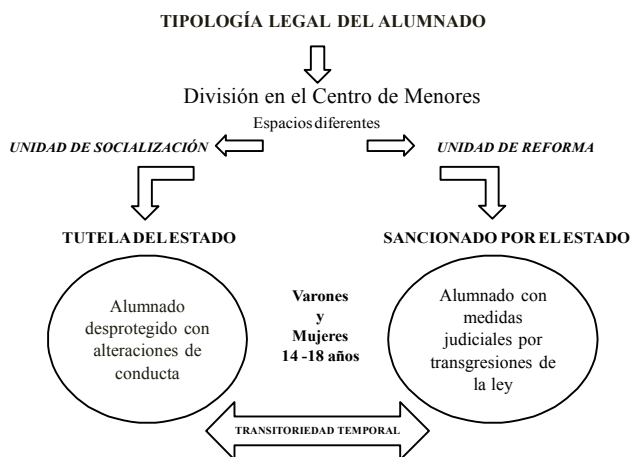 TIPOLOGÍA LEGAL DEL ALUMNADO
División en el Centro de Menores
Espacios diferentes
UNIDAD DE SOCIALIZACIÓN
UNIDAD DE REFORMA
TUTELA DEL ESTADO
SANCIONADO POR EL ESTADO
Alumnado
desprotegido con
alteraciones de
conducta
Varones
y
Mujeres
14 -18 años
Alumnado con
medidas
judiciales por
transgresiones de
la ley
TRANSITORIEDAD TEMPORAL